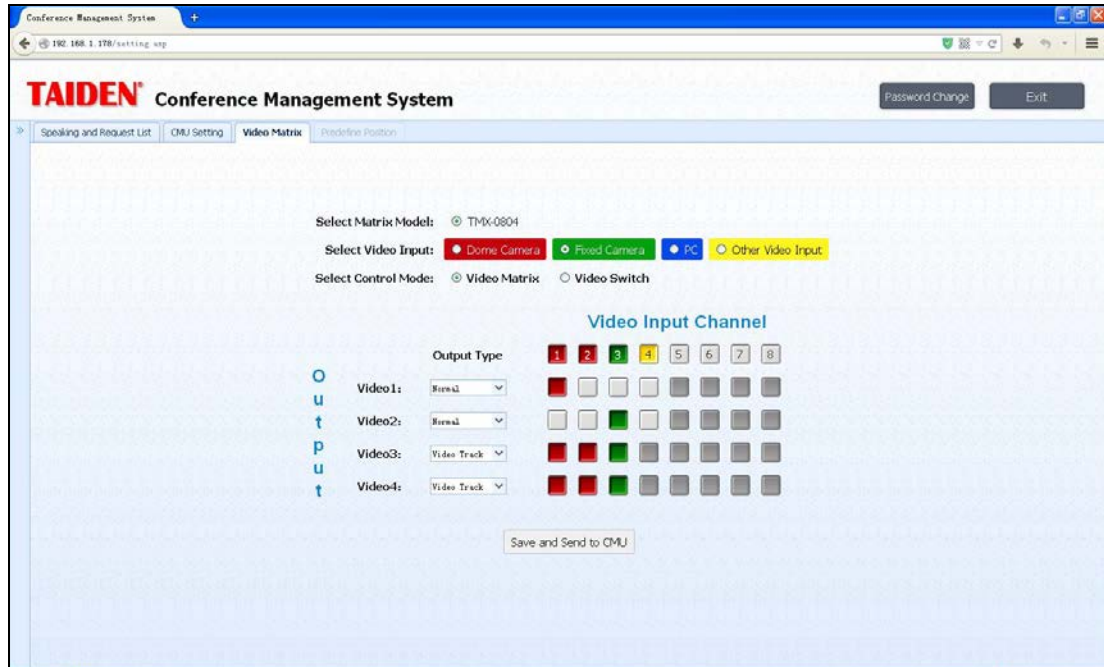 Conference Management System
+
192.168.1.178/setting.asp
TAIDEN® Conference Management System
Password Change
Exit
» Speaking and Request List CMU Setting Video Matrix Predefine Position
Select Matrix Model: TMX-0804
Select Video Input: Dome Camera Fixed Camera PC Other Video Input
Select Control Mode: Video Matrix Video Switch
Video Input Channel
Output Type 1 2 3 4 5 6 7 8
Output
Video1: Normal
Video2: Normal
Video3: Video Track
Video4: Video Track
Save and Send to CMU